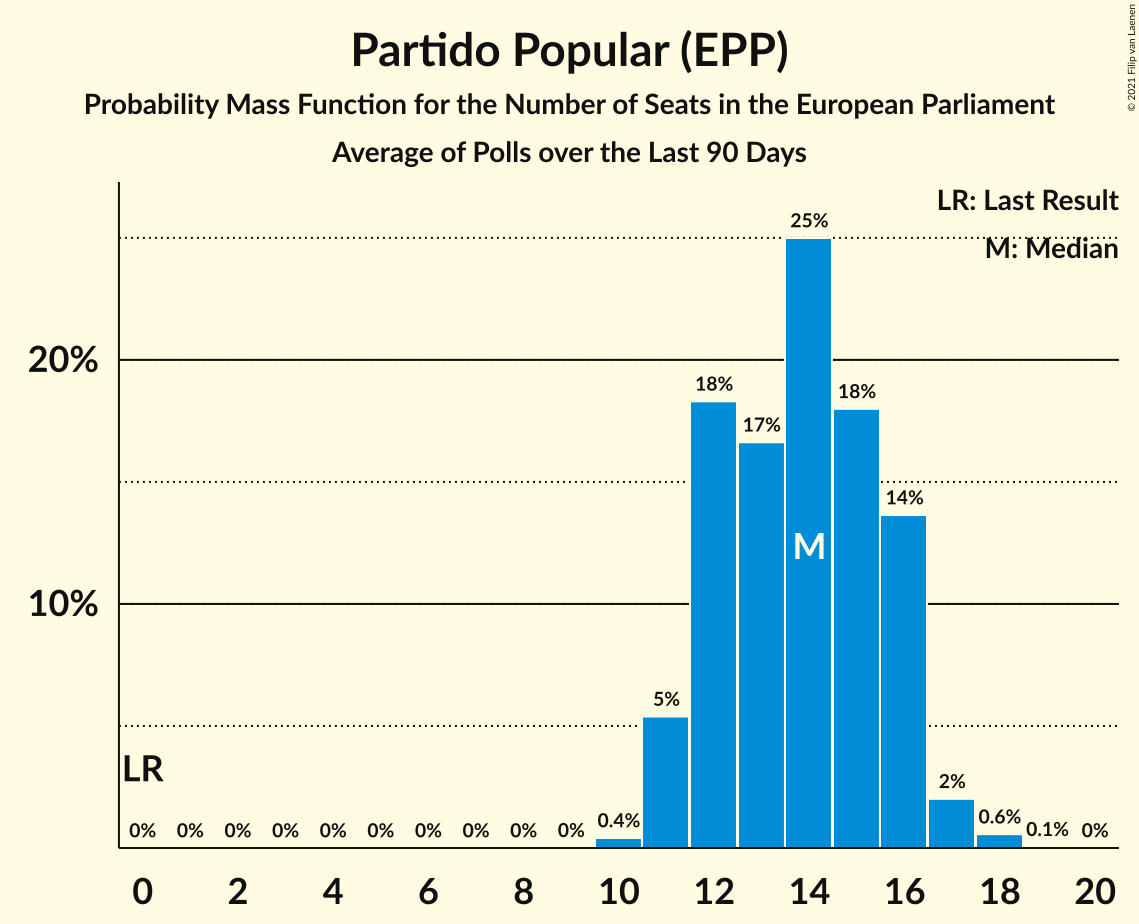 Partido Popular (EPP)
Probability Mass Function for the Number of Seats in the European Parliament
Average of Polls over the Last 90 Days
© 2021 Filip van Laenen
LR: Last Result
M: Median
25%
20%
18%
17%
18%
14%
M
10%
5%
LR
2%
0% 0% 0% 0% 0% 0% 0% 0% 0% 0% 0.4% 0.6% 0.1% 0%
0 2 4 6 8 10 12 14 16 18 20